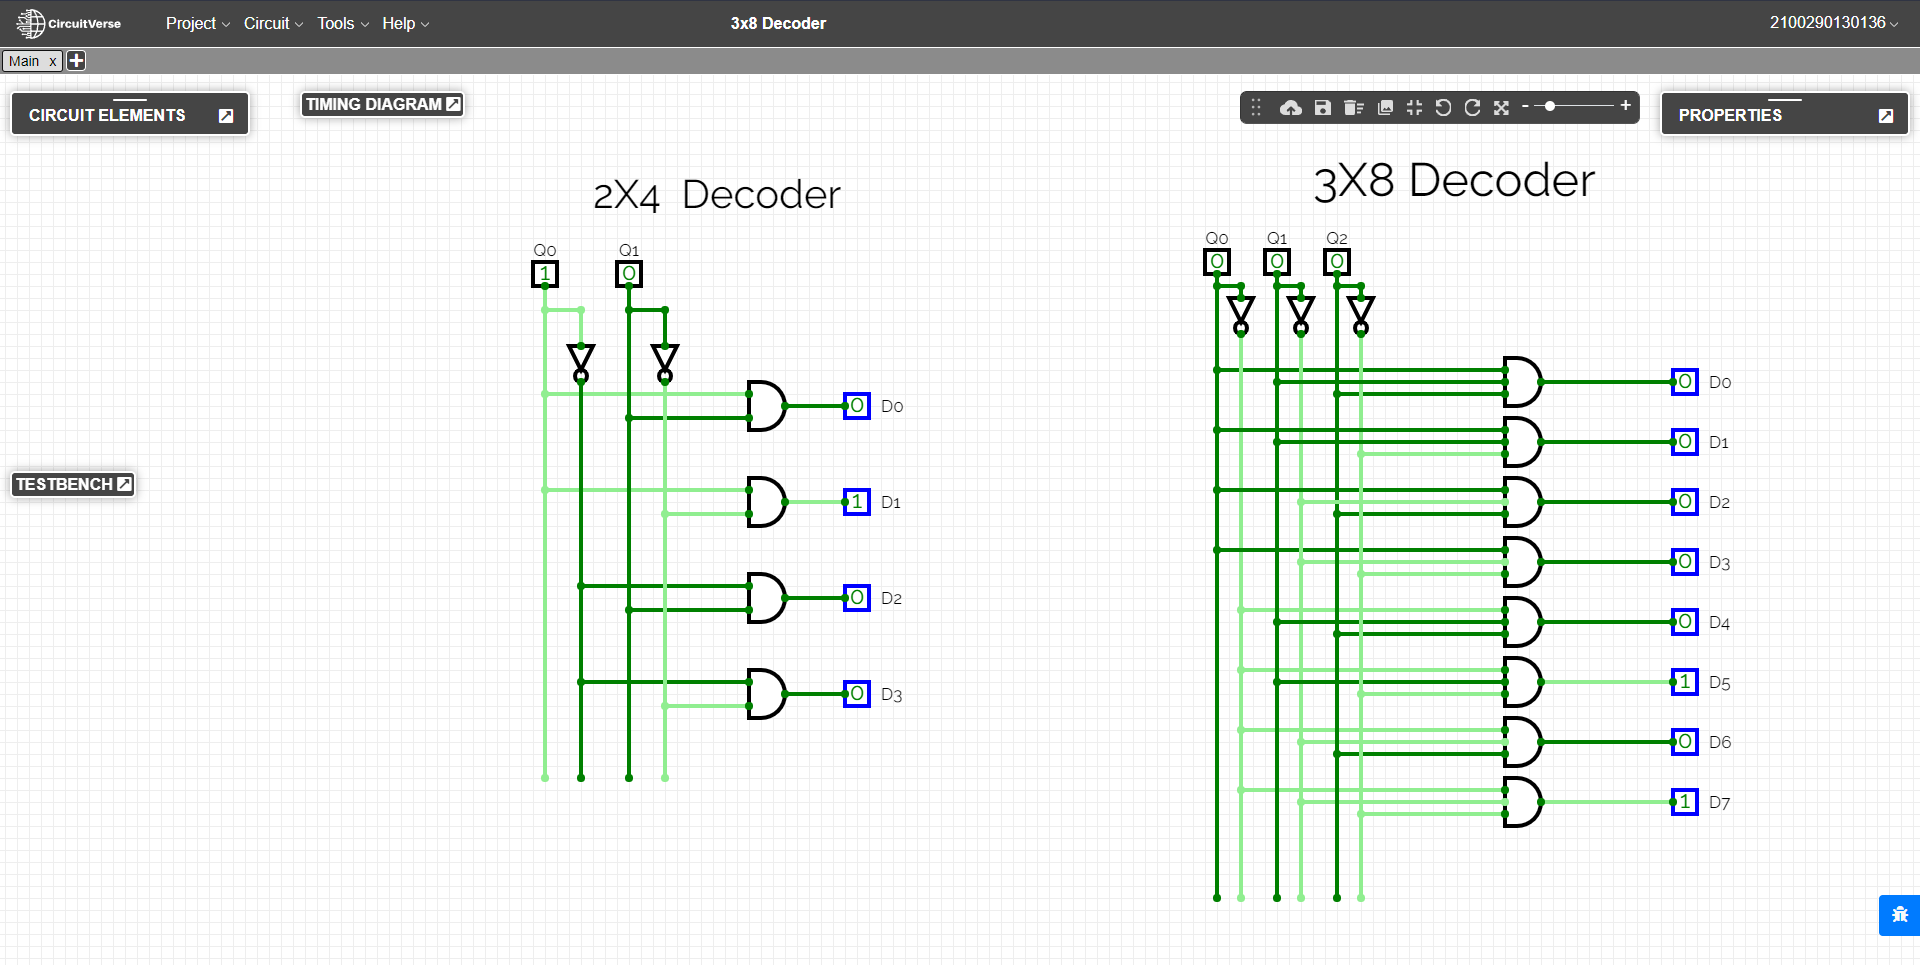 CircuitVerse Project Circuit Tools Help 3x8 Decoder 2100290130136
Main x
CIRCUIT ELEMENTS
TIMING DIAGRAM
PROPERTIES
TESTBENCH
2X4 Decoder
Q0 Q1
1 0
0 D0
1 D1
0 D2
0 D3
3X8 Decoder
Q0 Q1 Q2
0 0 0
0 D0
0 D1
0 D2
0 D3
0 D4
1 D5
0 D6
1 D7